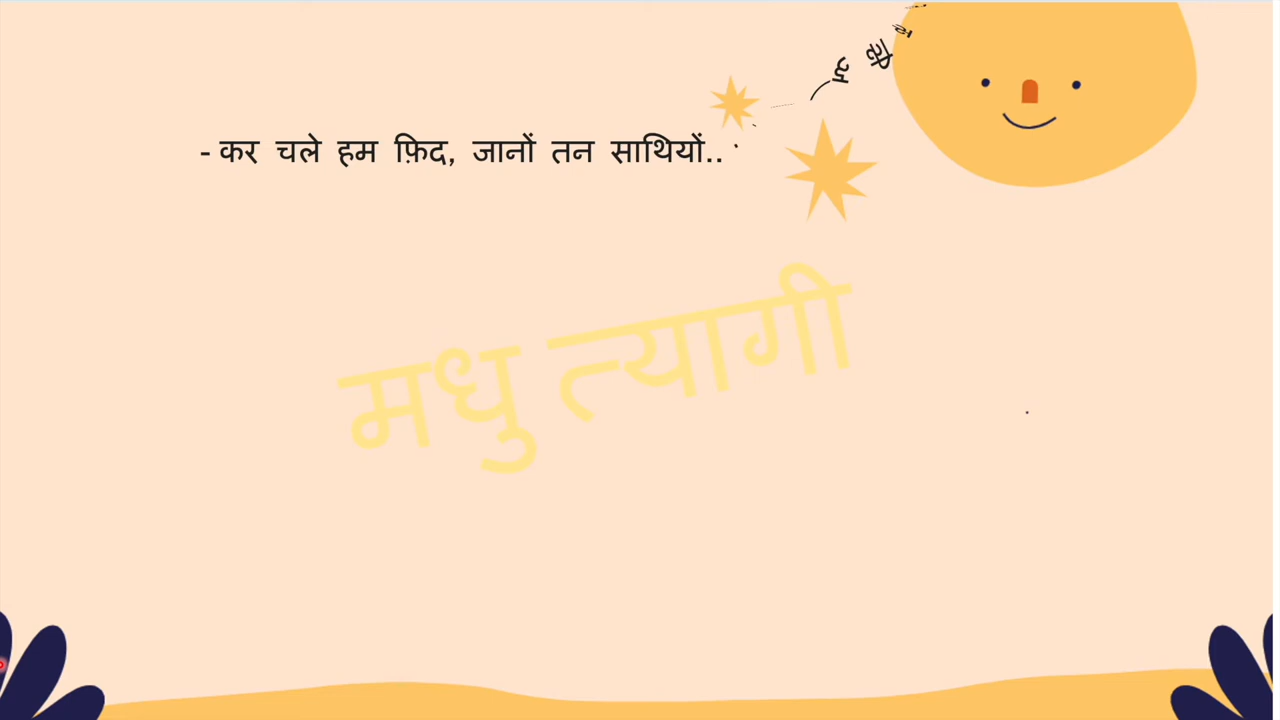 - कर चले हम फ़िद, जानों तन साथियों..
मधु त्यागी